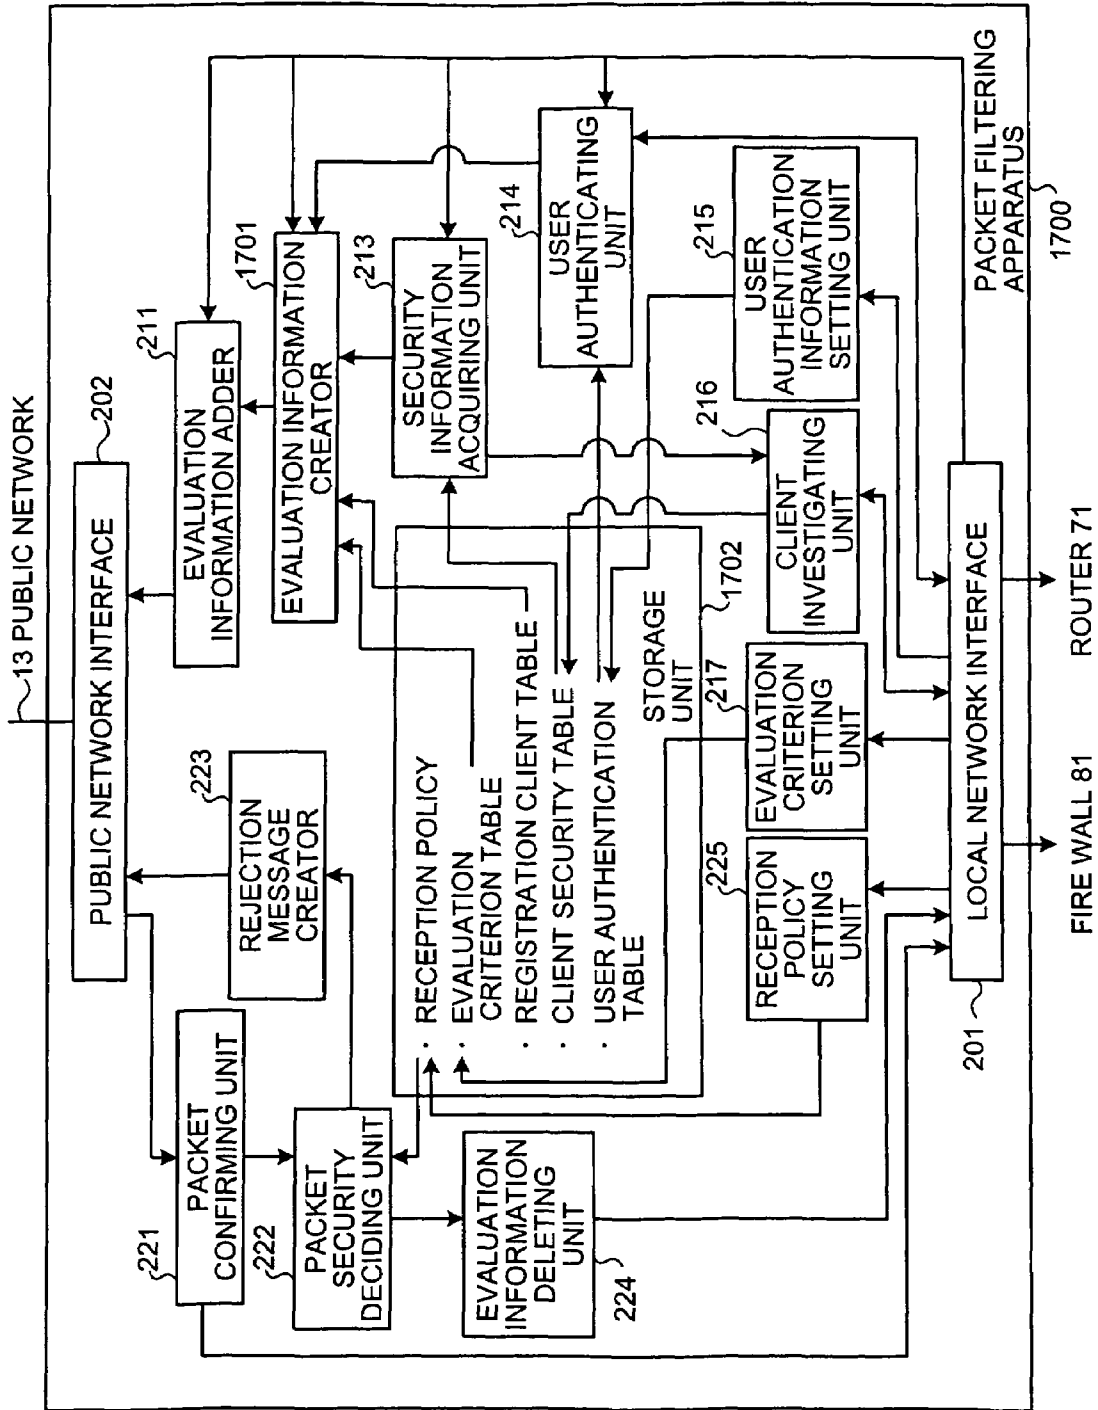 13 PUBLIC NETWORK
PUBLIC NETWORK INTERFACE
202
221
PACKET
CONFIRMING UNIT
211
EVALUATION
INFORMATION ADDER
223
REJECTION
MESSAGE
CREATOR
1701
EVALUATION INFORMATION
CREATOR
222
PACKET
SECURITY
DECIDING UNIT
213
SECURITY
INFORMATION
ACQUIRING UNIT
224
EVALUATION
INFORMATION
DELETING
UNIT
· RECEPTION POLICY
· EVALUATION
CRITERION TABLE
· REGISTRATION CLIENT TABLE
· CLIENT SECURITY TABLE
· USER AUTHENTICATION
TABLE
STORAGE
UNIT
1702
214
USER
AUTHENTICATING
UNIT
225
RECEPTION
POLICY
SETTING
UNIT
217
EVALUATION
CRITERION
SETTING
UNIT
216
CLIENT
INVESTIGATING
UNIT
215
USER
AUTHENTICATION
INFORMATION
SETTING UNIT
201
LOCAL NETWORK INTERFACE
PACKET FILTERING
APPARATUS
1700
FIRE WALL 81
ROUTER 71